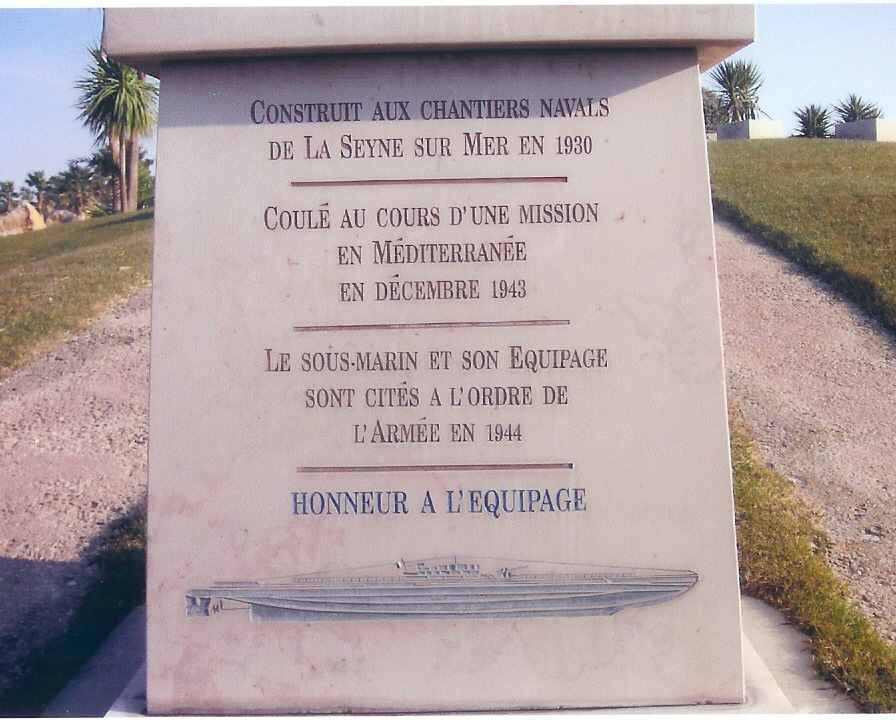 CONSTRUIT AUX CHANTIERS NAVALS
DE LA SEYNE SUR MER EN 1930
COULÉ AU COURS D'UNE MISSION
EN MÉDITERRANÉE
EN DÉCEMBRE 1943
LE SOUS-MARIN ET SON EQUIPAGE
SONT CITÉS A L'ORDRE DE
L'ARMÉE EN 1944
HONNEUR A L'EQUIPAGE